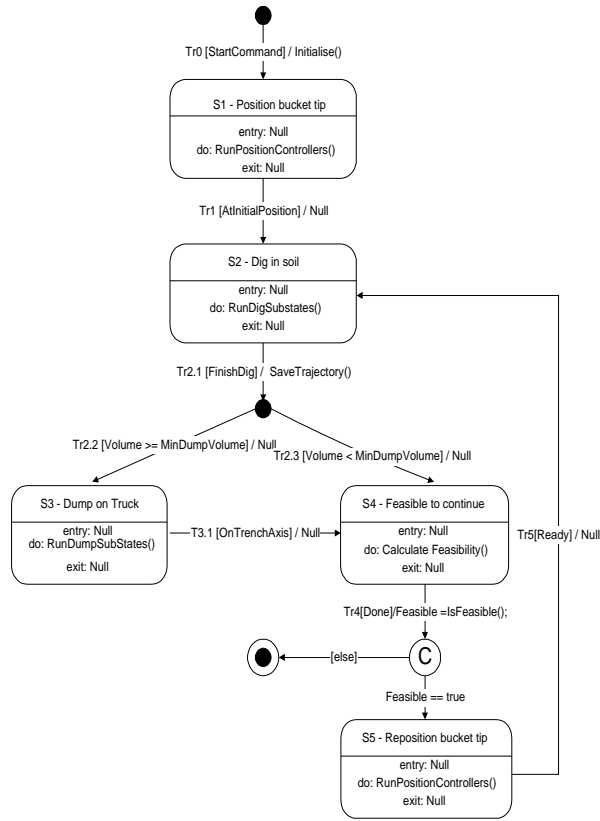 Tr0 [StartCommand] / Initialise()
S1 - Position bucket tip
entry: Null
do: RunPositionControllers()
exit: Null
Tr1 [AtInitialPosition] / Null
S2 - Dig in soil
entry: Null
do: RunDigSubstates()
exit: Null
Tr2.1 [FinishDig] / SaveTrajectory()
Tr2.2 [Volume >= MinDumpVolume] / Null
Tr2.3 [Volume < MinDumpVolume] / Null
S3 - Dump on Truck
entry: Null
do: RunDumpSubStates()
exit: Null
T3.1 [OnTrenchAxis] / Null
S4 - Feasible to continue
entry: Null
do: Calculate Feasibility()
exit: Null
Tr5[Ready] / Null
Tr4[Done]/Feasible =IsFeasible();
[else]
C
Feasible == true
S5 - Reposition bucket tip
entry: Null
do: RunPositionControllers()
exit: Null